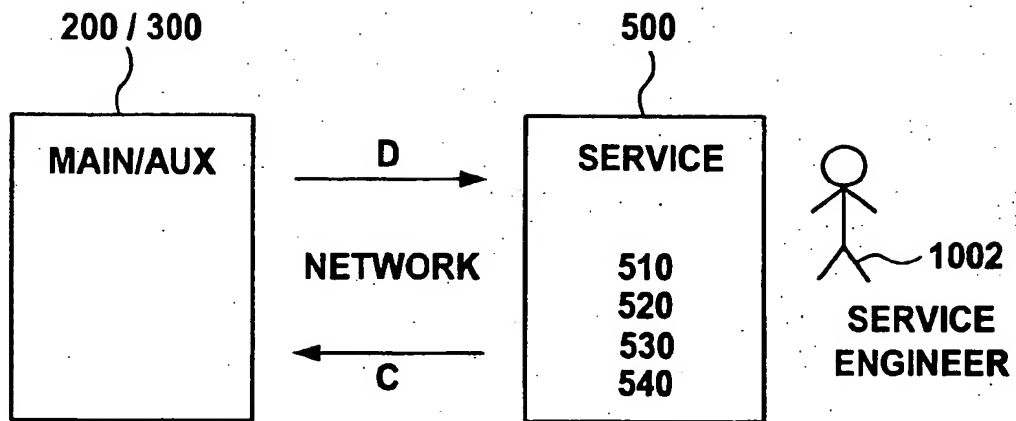 200 / 300
500
MAIN/AUX
D
SERVICE
NETWORK
510
520
530
540
C
1002
SERVICE
ENGINEER